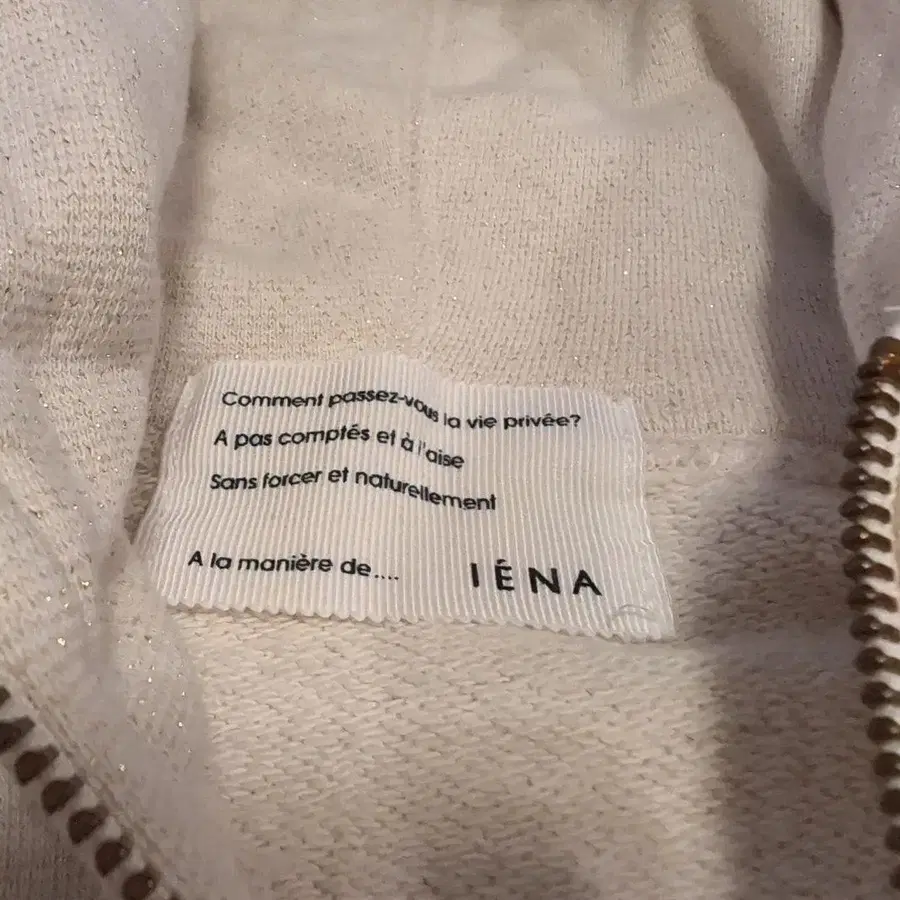 Comment passez-vous la vie privée?
A pas comptés et à l'aise
Sans forcer et naturellement
A la manière de.... IÉNA